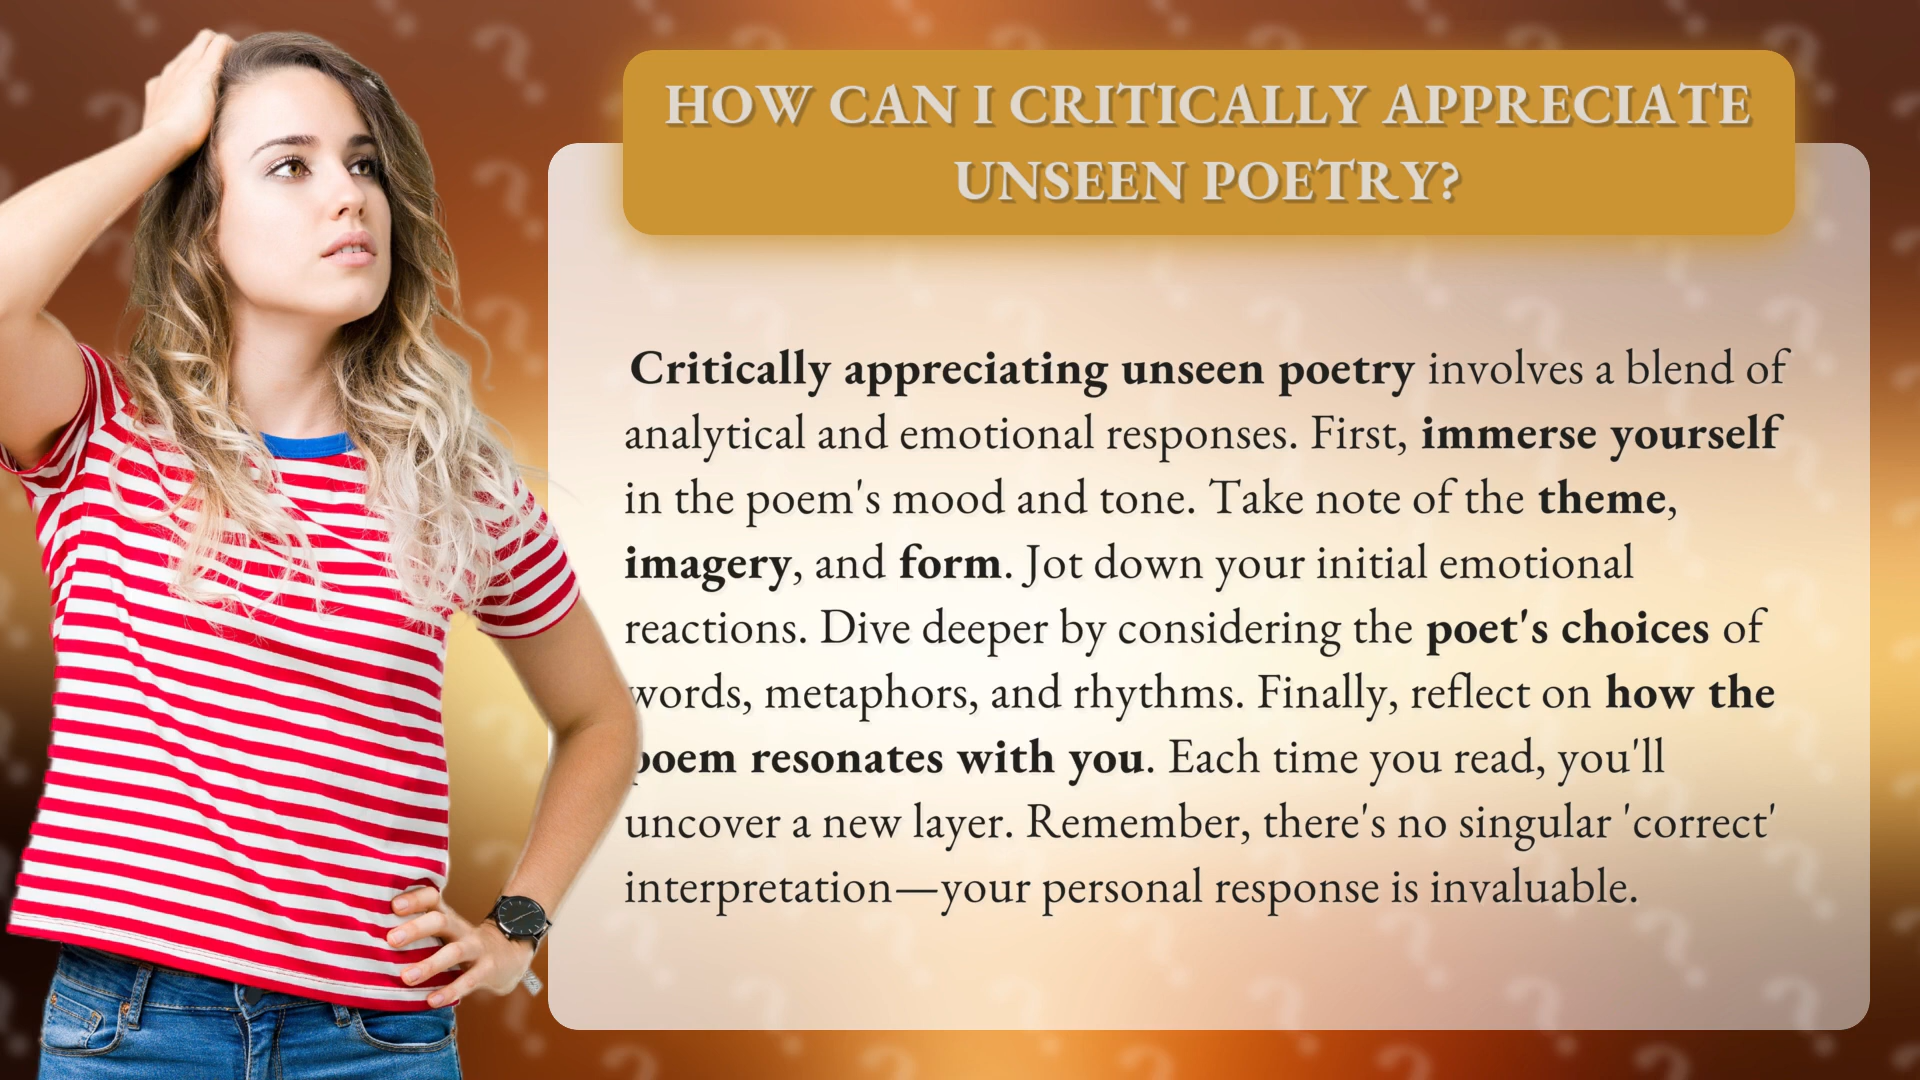 HOW CAN I CRITICALLY APPRECIATE
UNSEEN POETRY?
Critically appreciating unseen poetry involves a blend of
analytical and emotional responses. First, immerse yourself
in the poem's mood and tone. Take note of the theme,
imagery, and form. Jot down your initial emotional
reactions. Dive deeper by considering the poet's choices of
words, metaphors, and rhythms. Finally, reflect on how the
poem resonates with you. Each time you read, you'll
uncover a new layer. Remember, there's no singular 'correct'
interpretation—your personal response is invaluable.